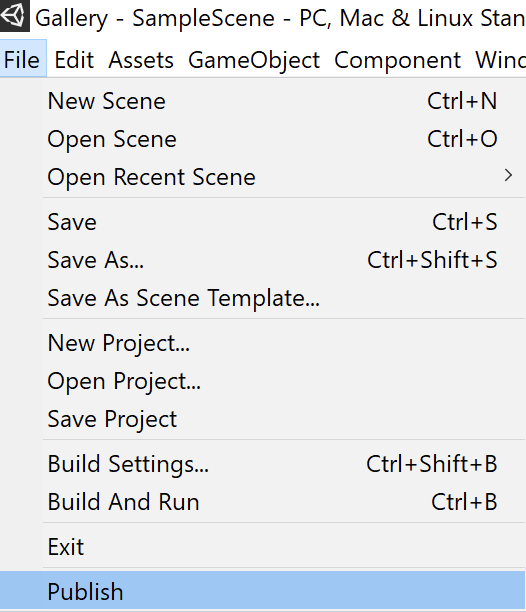 Gallery - SampleScene - PC, Mac & Linux Stan
File Edit Assets GameObject Component Wind
New Scene Ctrl+N
Open Scene Ctrl+O
Open Recent Scene
Save Ctrl+S
Save As... Ctrl+Shift+S
Save As Scene Template...
New Project...
Open Project...
Save Project
Build Settings... Ctrl+Shift+B
Build And Run Ctrl+B
Exit
Publish